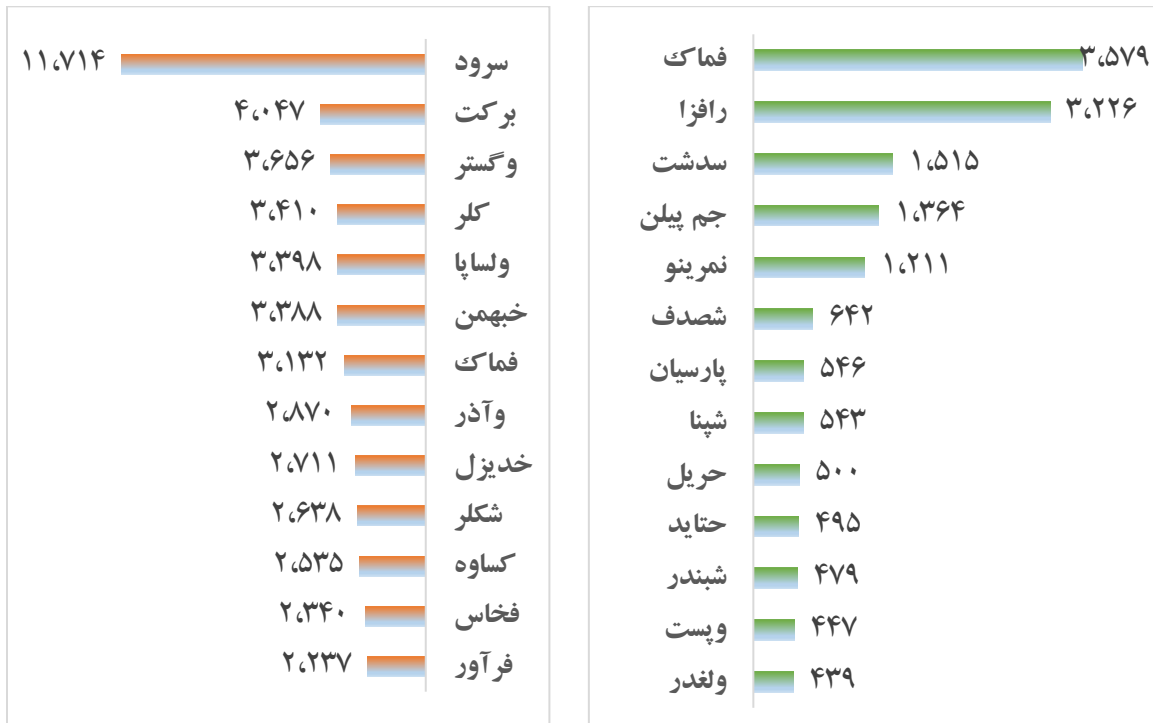 فماک ۳،۵۷۹
رافزا ۳،۲۲۶
سدشت ۱،۵۱۵
جم پیلن ۱،۳۶۴
نمرینو ۱،۲۱۱
شصدف ۶۴۲
پارسیان ۵۴۶
شپنا ۵۴۳
حریل ۵۰۰
حتاید ۴۹۵
شبندر ۴۷۹
وپست ۴۴۷
ولغدر ۴۳۹
سرود ۱۱،۷۱۴
برکت ۴،۰۴۷
وگستر ۳،۶۵۶
کلر ۳،۴۱۰
ولساپا ۳،۳۹۸
خبهمن ۳،۳۸۸
فماک ۳،۱۳۲
وآذر ۲،۸۷۰
خدیزل ۲،۷۱۱
شکلر ۲،۶۳۸
کساوه ۲،۵۳۵
فخاس ۲،۳۴۰
فرآور ۲،۲۳۷